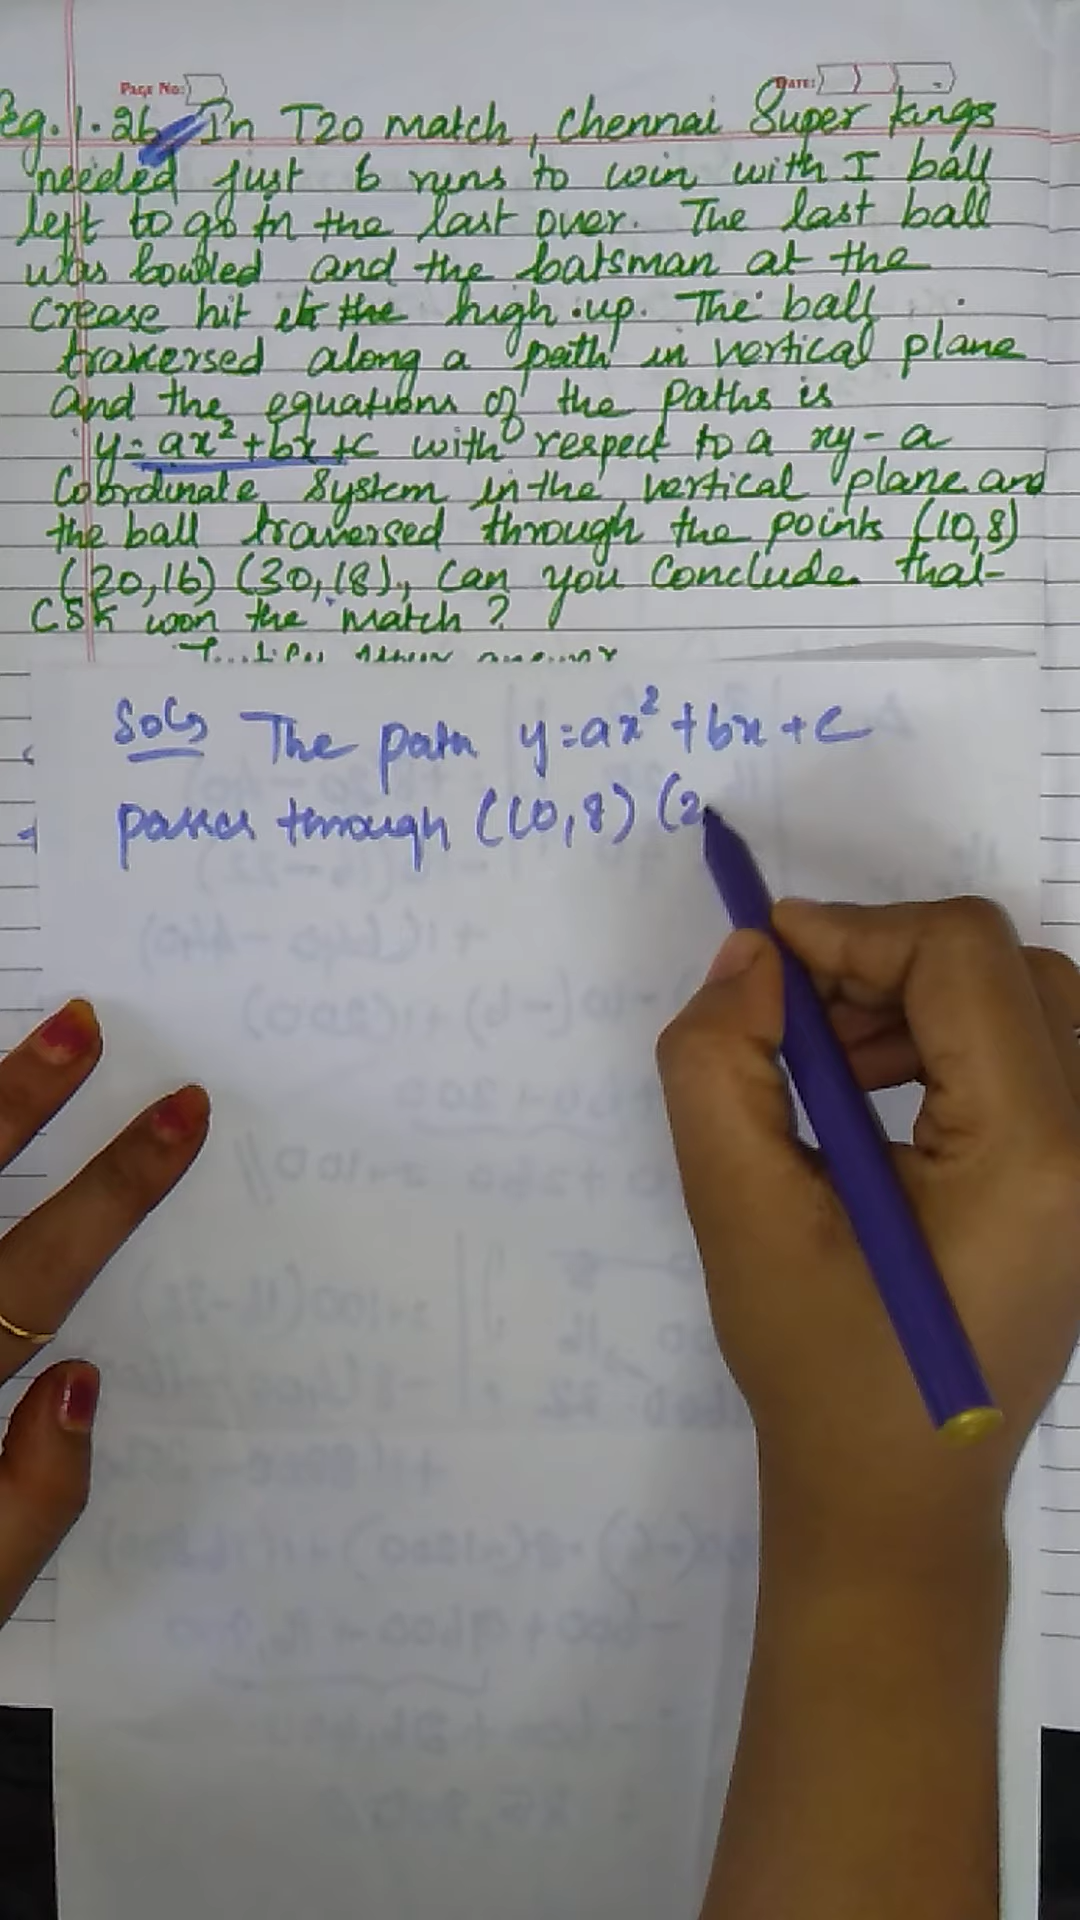 PAGE NO:
DATE:
Eg. 1.26 In T20 match, Chennai Super Kings
needed just 6 runs to win with 1 ball
left to go in the last over. The last ball
was bowled and the batsman at the
crease hit it the high.up. The ball
traversed along a path in vertical plane
and the equations of the paths is
y=ax²+bx+c with respect to a xy-a
Coordinate System in the vertical plane and
the ball traversed through the points (10,8)
(20,16) (30,18), Can you Conclude that
CSK won the match?
Soln The path y=ax²+bx+c
passes through (10,8) (2